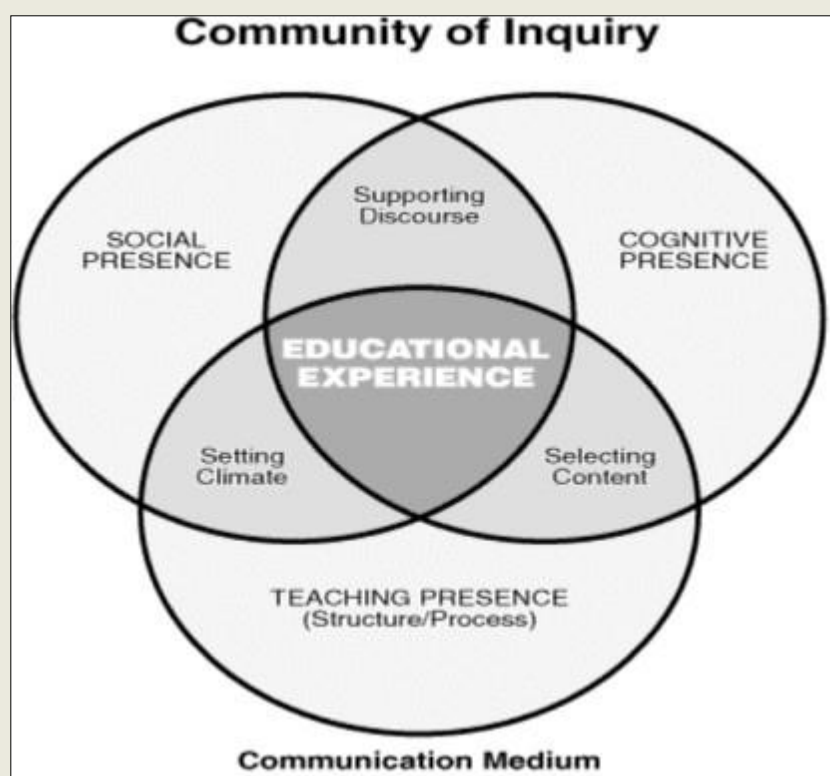 Community of Inquiry
Supporting
Discourse
SOCIAL
PRESENCE
COGNITIVE
PRESENCE
EDUCATIONAL
EXPERIENCE
Setting
Climate
Selecting
Content
TEACHING PRESENCE
(Structure/Process)
Communication Medium